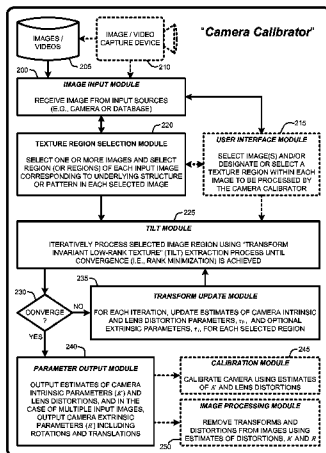 "Camera Calibrator"
IMAGES /
VIDEOS
205
IMAGE / VIDEO
CAPTURE DEVICE
210
200
IMAGE INPUT MODULE
RECEIVE IMAGE FROM INPUT SOURCES
(E.G., CAMERA OR DATABASE)
220
TEXTURE REGION SELECTION MODULE
SELECT ONE OR MORE IMAGES AND SELECT
REGION (OR REGIONS) OF EACH INPUT IMAGE
CORRESPONDING TO UNDERLYING STRUCTURE
OR PATTERN IN EACH SELECTED IMAGE
215
USER INTERFACE MODULE
SELECT IMAGE(S) AND/OR
DESIGNATE OR SELECT A
TEXTURE REGION WITHIN EACH
IMAGE TO BE PROCESSED BY
THE CAMERA CALIBRATOR
225
TILT MODULE
ITERATIVELY PROCESS SELECTED IMAGE REGION USING "TRANSFORM
INVARIANT LOW-RANK TEXTURE" (TILT) EXTRACTION PROCESS UNTIL
CONVERGENCE (I.E., RANK MINIMIZATION) IS ACHIEVED
230
CONVERGE
NO
YES
235
TRANSFORM UPDATE MODULE
FOR EACH ITERATION, UPDATE ESTIMATES OF CAMERA INTRINSIC
AND LENS DISTORTION PARAMETERS, τ₀, AND OPTIONAL
EXTRINSIC PARAMETERS, τᵢ, FOR EACH SELECTED REGION
240
PARAMETER OUTPUT MODULE
OUTPUT ESTIMATES OF CAMERA
INTRINSIC PARAMETERS (K) AND
LENS DISTORTIONS, AND IN THE
CASE OF MULTIPLE INPUT IMAGES,
OUTPUT CAMERA EXTRINSIC
PARAMETERS (K) INCLUDING
ROTATIONS AND TRANSLATIONS
245
CALIBRATION MODULE
CALIBRATE CAMERA USING ESTIMATES
OF K AND LENS DISTORTIONS
IMAGE PROCESSING MODULE
REMOVE TRANSFORMS AND
DISTORTIONS FROM IMAGES USING
ESTIMATES OF DISTORTIONS, K AND
250